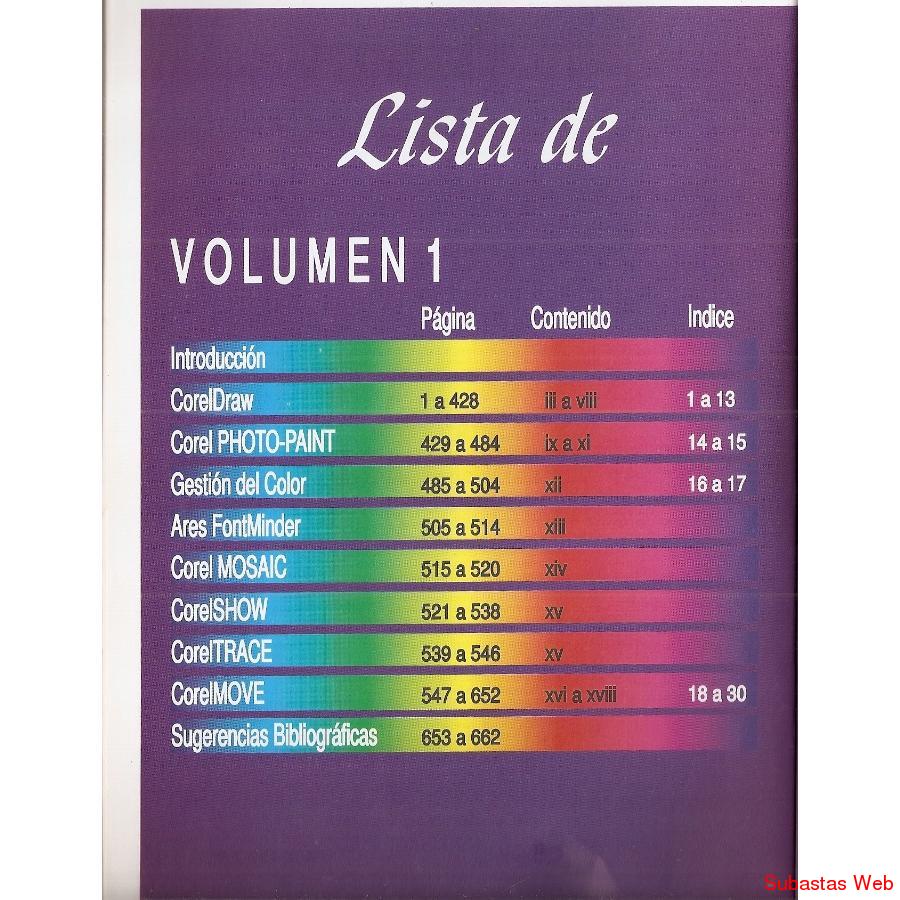 Lista de
VOLUMEN 1
Página Contenido Indice
Introducción
CorelDraw 1 a 428 iii a viii 1 a 13
Corel PHOTO-PAINT 429 a 484 ix a xi 14 a 15
Gestión del Color 485 a 504 xii 16 a 17
Ares FontMinder 505 a 514 xiii
Corel MOSAIC 515 a 520 xiv
CorelSHOW 521 a 538 xv
CorelTRACE 539 a 546 xv
CorelMOVE 547 a 652 xvi a xviii 18 a 30
Sugerencias Bibliográficas 653 a 662
Subastas Web